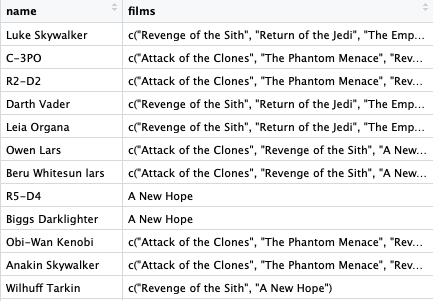 name films
Luke Skywalker c("Revenge of the Sith", "Return of the Jedi", "The Emp...
C-3PO c("Attack of the Clones", "The Phantom Menace", "Rev...
R2-D2 c("Attack of the Clones", "The Phantom Menace", "Rev...
Darth Vader c("Revenge of the Sith", "Return of the Jedi", "The Emp...
Leia Organa c("Revenge of the Sith", "Return of the Jedi", "The Emp...
Owen Lars c("Attack of the Clones", "Revenge of the Sith", "A New...
Beru Whitesun lars c("Attack of the Clones", "Revenge of the Sith", "A New...
R5-D4 A New Hope
Biggs Darklighter A New Hope
Obi-Wan Kenobi c("Attack of the Clones", "The Phantom Menace", "Rev...
Anakin Skywalker c("Attack of the Clones", "The Phantom Menace", "Rev...
Wilhuff Tarkin c("Revenge of the Sith", "A New Hope")